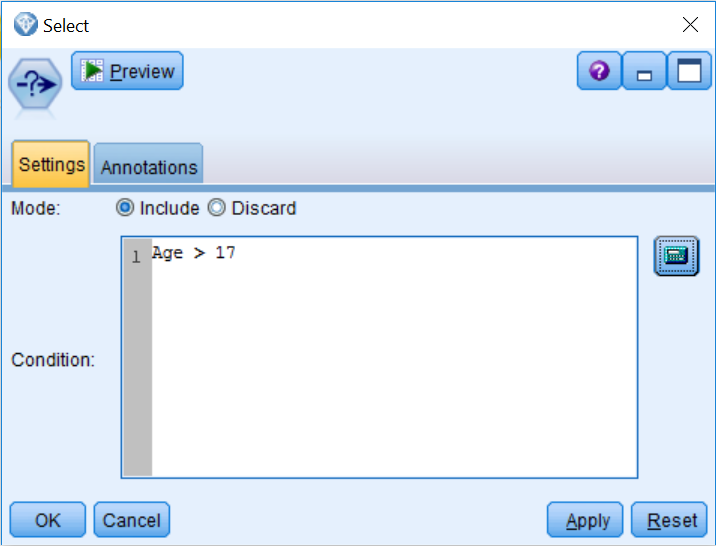 Select
Preview
?
Settings Annotations
Mode: Include Discard
1 Age > 17
Condition:
OK Cancel Apply Reset